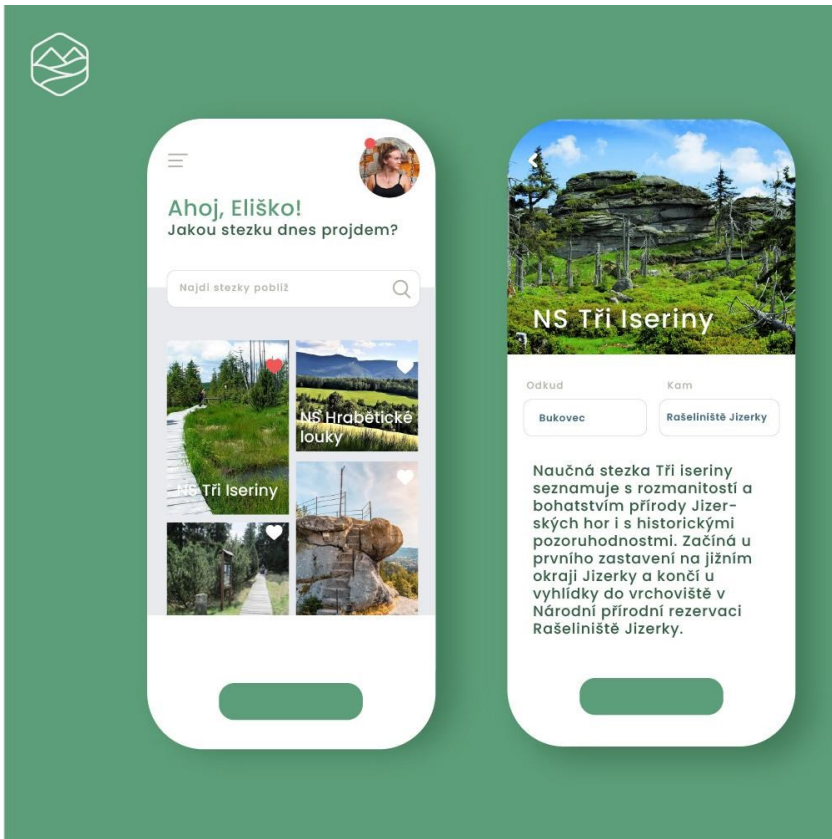 Ahoj, Eliško!
Jakou stezku dnes projdem?
Najdi stezky poblíž
NS Tři Iseriny
NS Hrabětické
louky
NS Tři Iseriny
Odkud
Kam
Bukovec
Rašeliniště Jizerky
Naučná stezka Tři iseriny
seznamuje s rozmanitostí a
bohatstvím přírody Jizer-
ských hor i s historickými
pozoruhodnostmi. Začíná u
prvního zastavení na jižním
okraji Jizerky a končí u
vyhlídky do vrchoviště v
Národní přírodní rezervaci
Rašeliniště Jizerky.